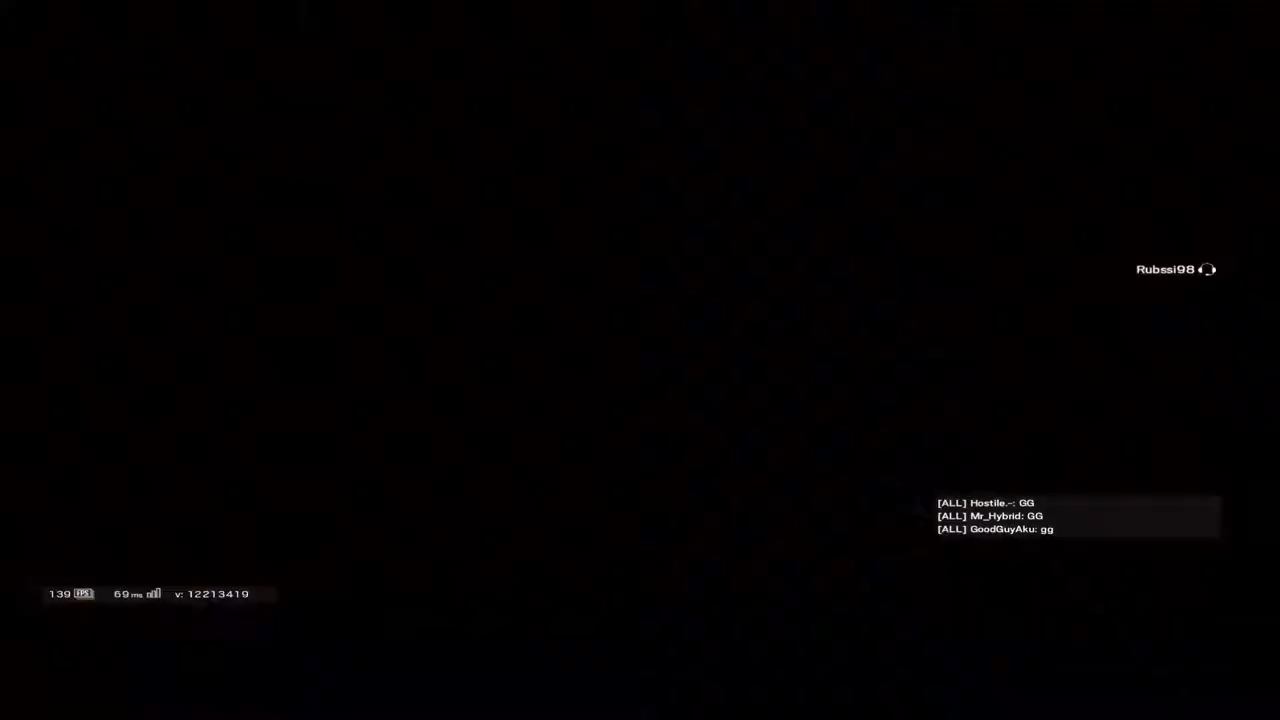 Rubssi98
[ALL] Hostile.-: GG
[ALL] Mr_Hybrid: GG
[ALL] GoodGuyAku: gg
139 FPS 69 ms v: 12213419